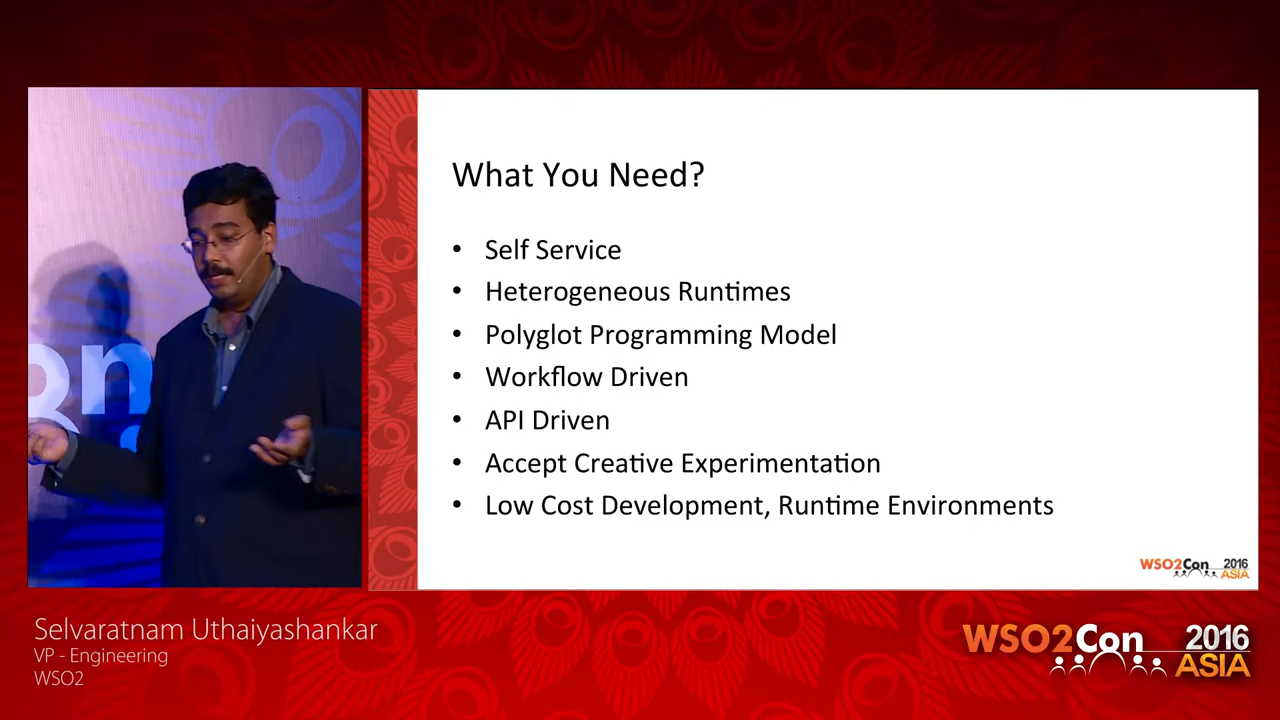 What You Need?
• Self Service
• Heterogeneous Runtimes
• Polyglot Programming Model
• Workflow Driven
• API Driven
• Accept Creative Experimentation
• Low Cost Development, Runtime Environments
WSO2Con 2016
ASIA
on
Selvaratnam Uthaiyashankar
VP - Engineering
WSO2
WSO2Con 2016
ASIA